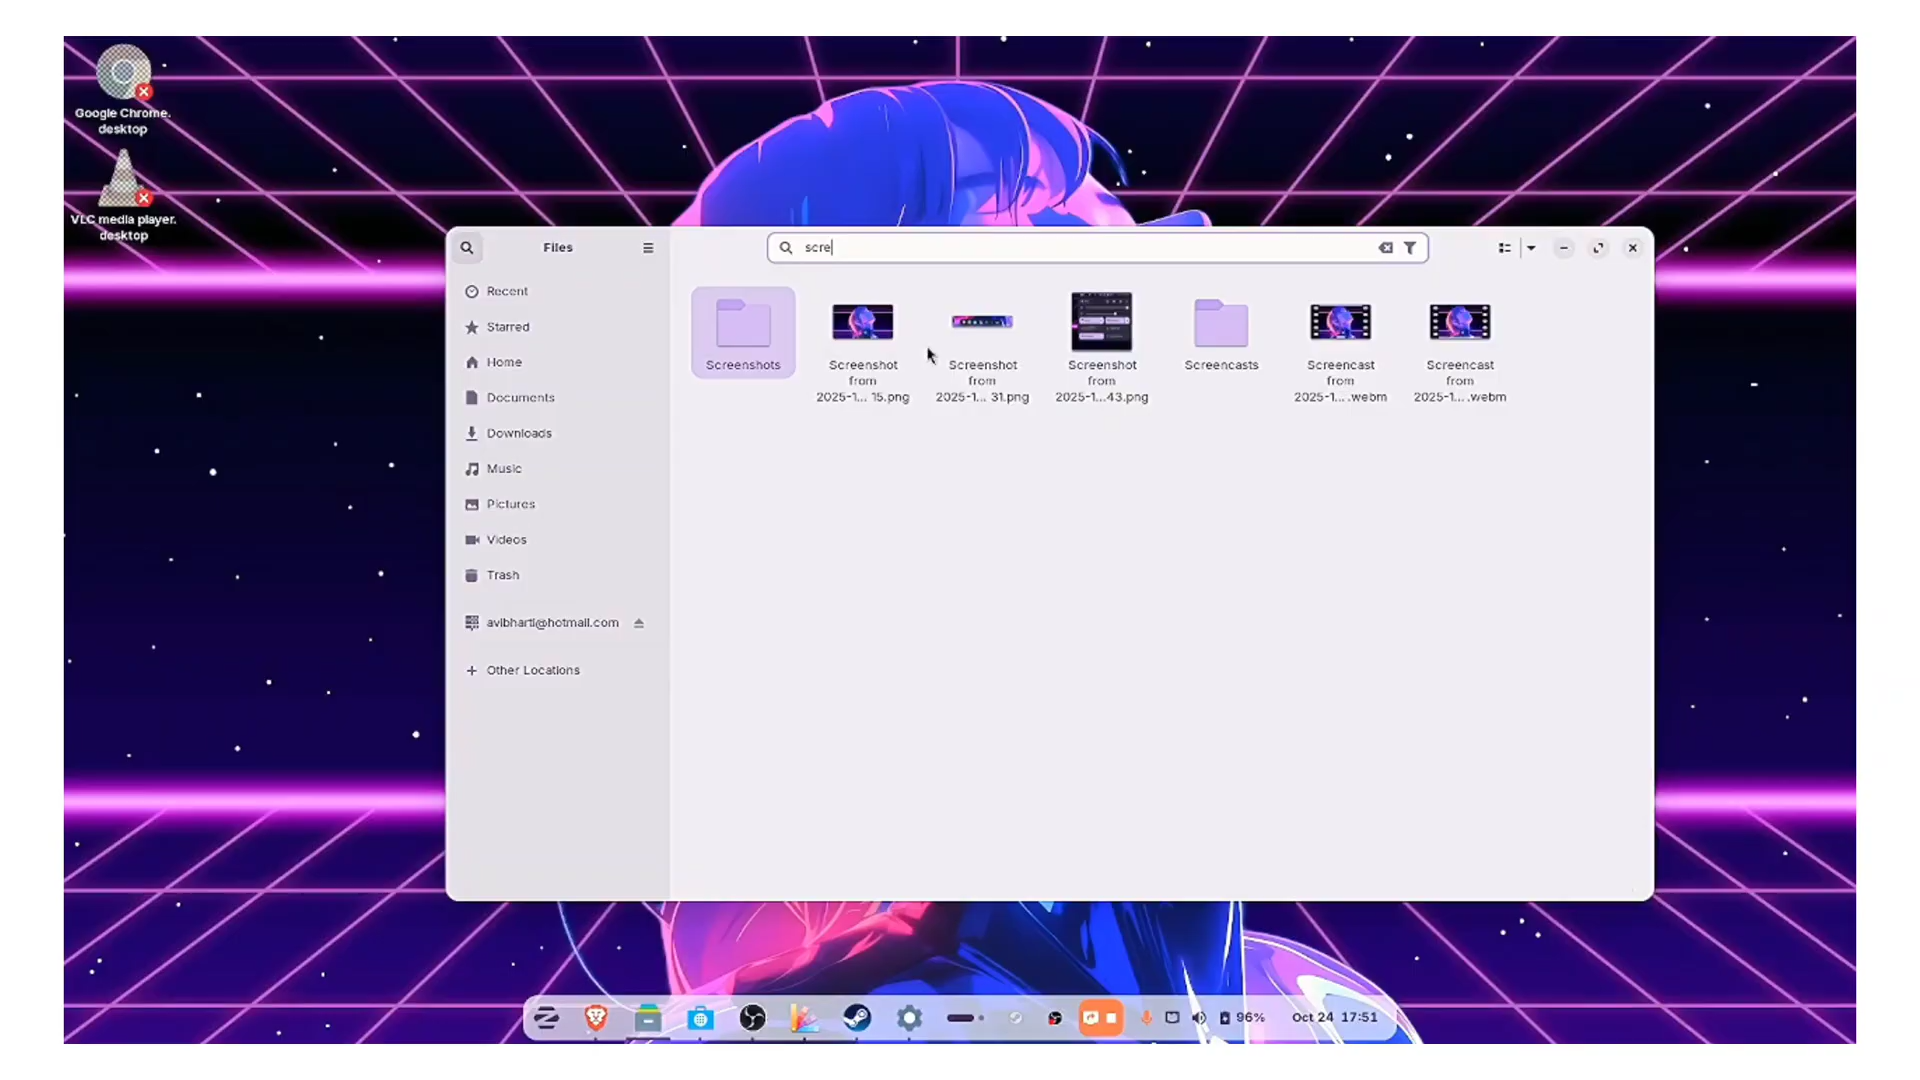 Google Chrome.
desktop
VLC media player.
desktop
Files
scre
Recent
Starred
Home
Documents
Downloads
Music
Pictures
Videos
Trash
avibharti@hotmail.com
Other Locations
Screenshots
Screenshot
from
2025-1... 15.png
Screenshot
from
2025-1... 31.png
Screenshot
from
2025-1...43.png
Screencasts
Screencast
from
2025-1... .webm
Screencast
from
2025-1... .webm
96%
Oct 24 17:51